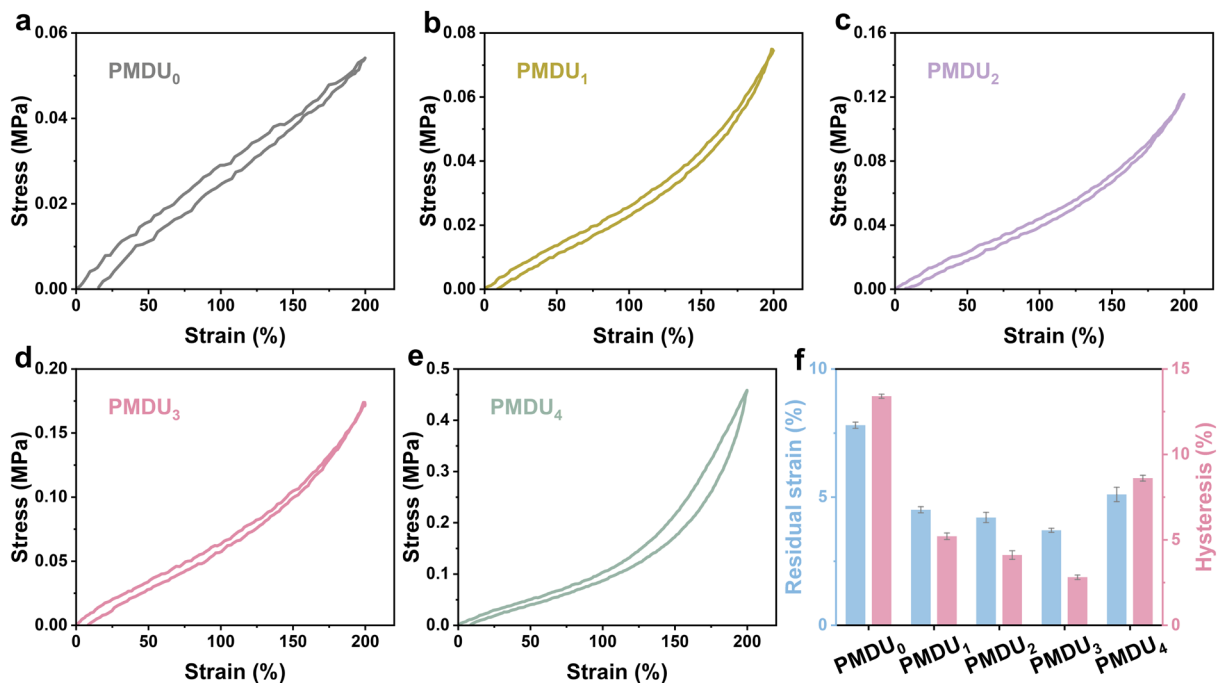 a
0.06
0.04
0.02
0.00
Stress (MPa)
PMDU₀
50
100
150
200
Strain (%)
b
0.08
0.06
0.04
0.02
0.00
Stress (MPa)
PMDU₁
0
50
100
150
200
Strain (%)
c
0.16
0.12
0.08
0.04
0.00
Stress (MPa)
PMDU₂
0
50
100
150
200
Strain (%)
d
0.20
0.15
0.10
0.05
0.00
Stress (MPa)
PMDU₃
0
50
100
150
200
Strain (%)
e
0.5
0.4
0.3
0.2
0.1
0.0
Stress (MPa)
PMDU₄
0
50
100
150
200
Strain (%)
f
10
5
0
Residual strain (%)
15
10
5
0
Hysteresis (%)
PMDU₀
PMDU₁
PMDU₂
PMDU₃
PMDU₄